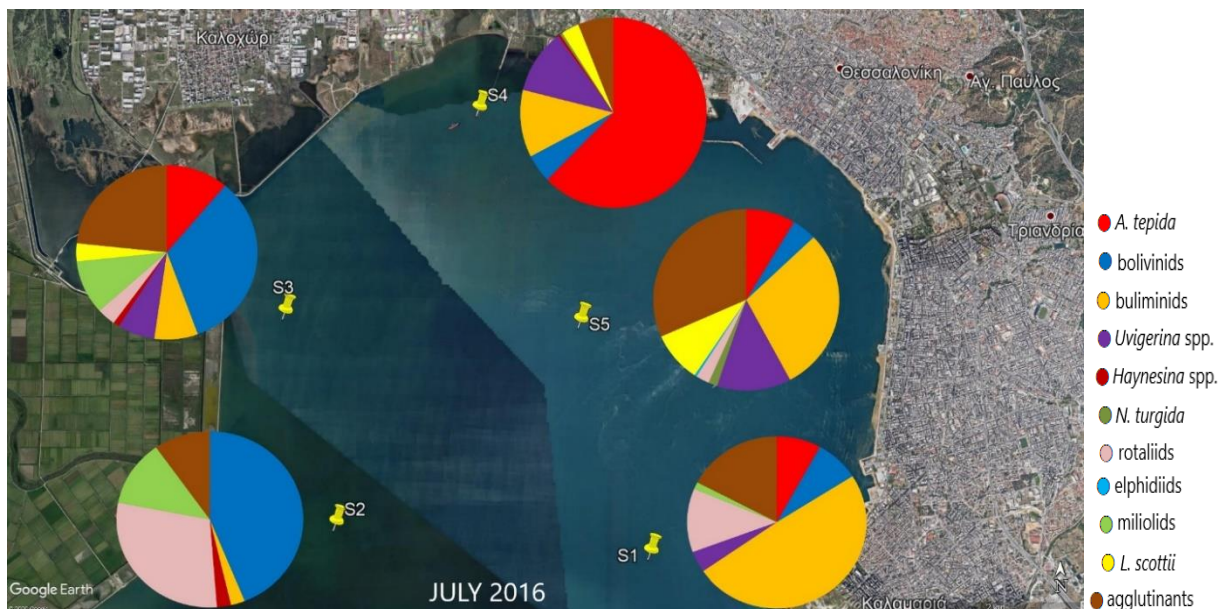 Καλοχώρι
Θεσσαλονίκη
Αγ. Παύλος
S4
Τριανδρία
S3
S5
S2
S1
Google Earth
JULY 2016
Καλαμαριά
N
A. tepida
bolivinids
buliminids
Uvigerina spp.
Haynesina spp.
N. turgida
rotaliids
elphidiids
miliolids
L. scottii
agglutinants